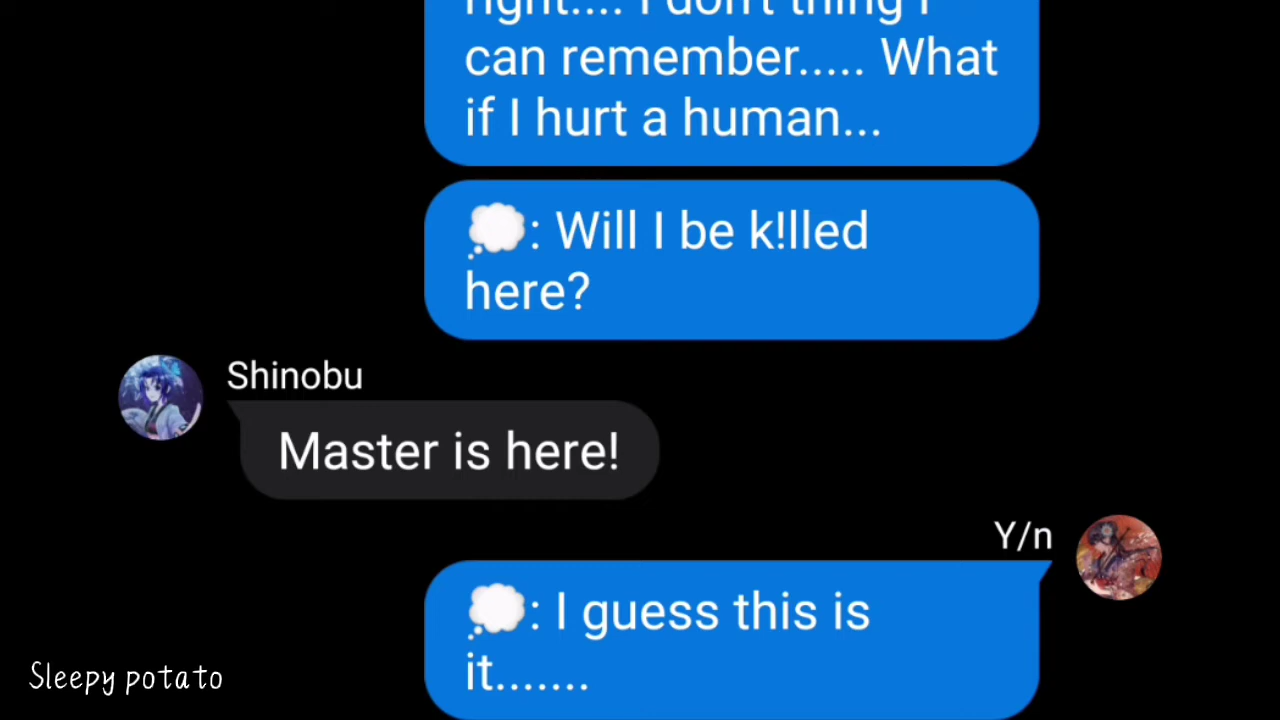 right.... I don't thing I
can remember..... What
if I hurt a human...
💭: Will I be k!lled
here?
Shinobu
Master is here!
Y/n
💭: I guess this is
it.......
Sleepy potato